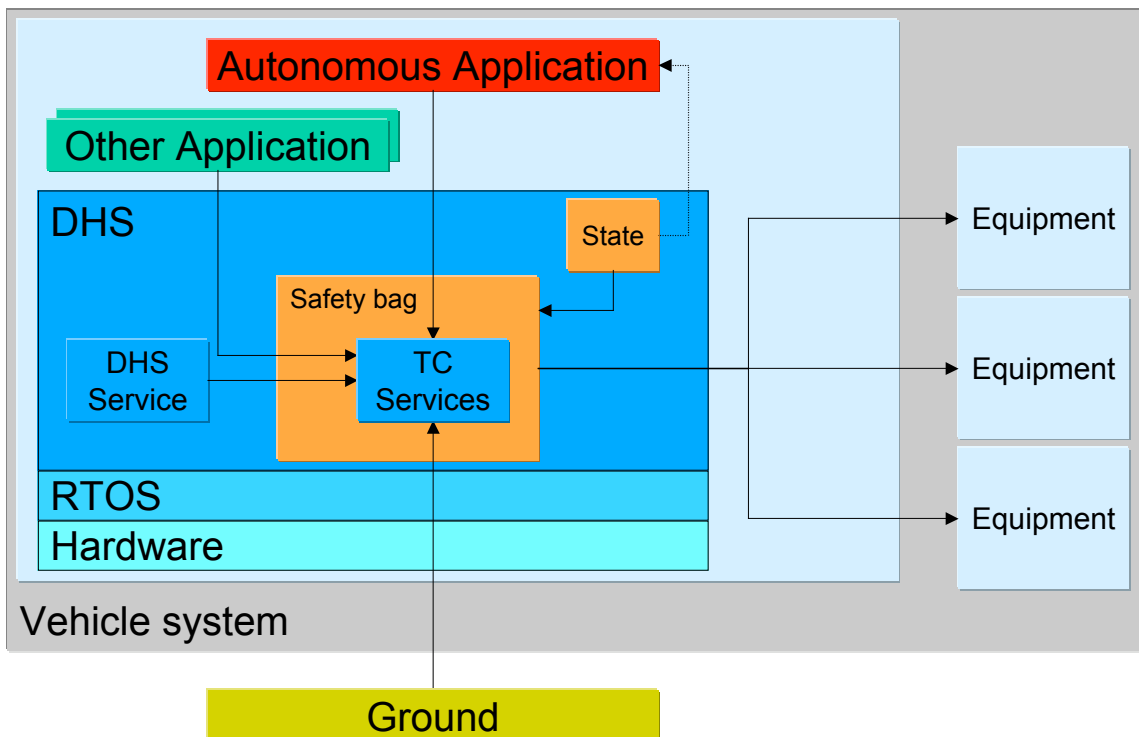 Autonomous Application
Other Application
DHS
State
Equipment
Safety bag
DHS
Service
TC
Services
Equipment
RTOS
Equipment
Hardware
Vehicle system
Ground